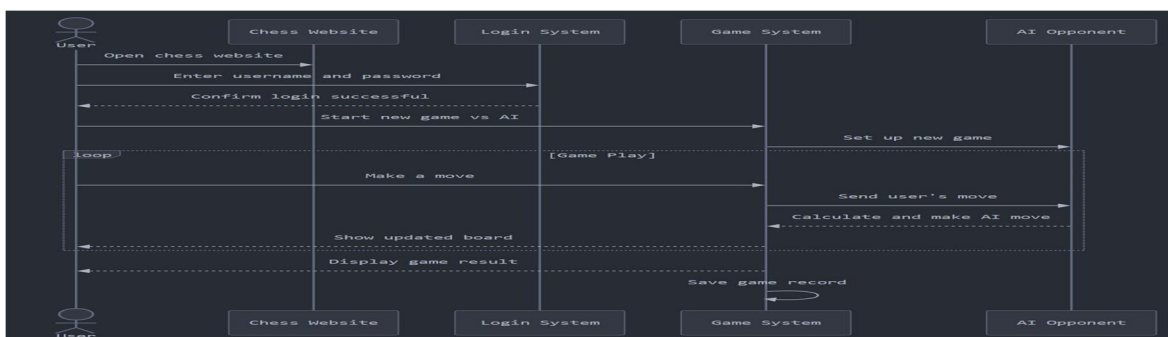 Chess Website
Login System
Game System
AI Opponent
User
Open chess website
Enter username and password
Confirm login successful
Start new game vs AI
Set up new game
loop
[Game Play]
Make a move
Send user's move
Calculate and make AI move
Show updated board
Display game result
Save game record
Chess Website
Login System
Game System
AI Opponent
User